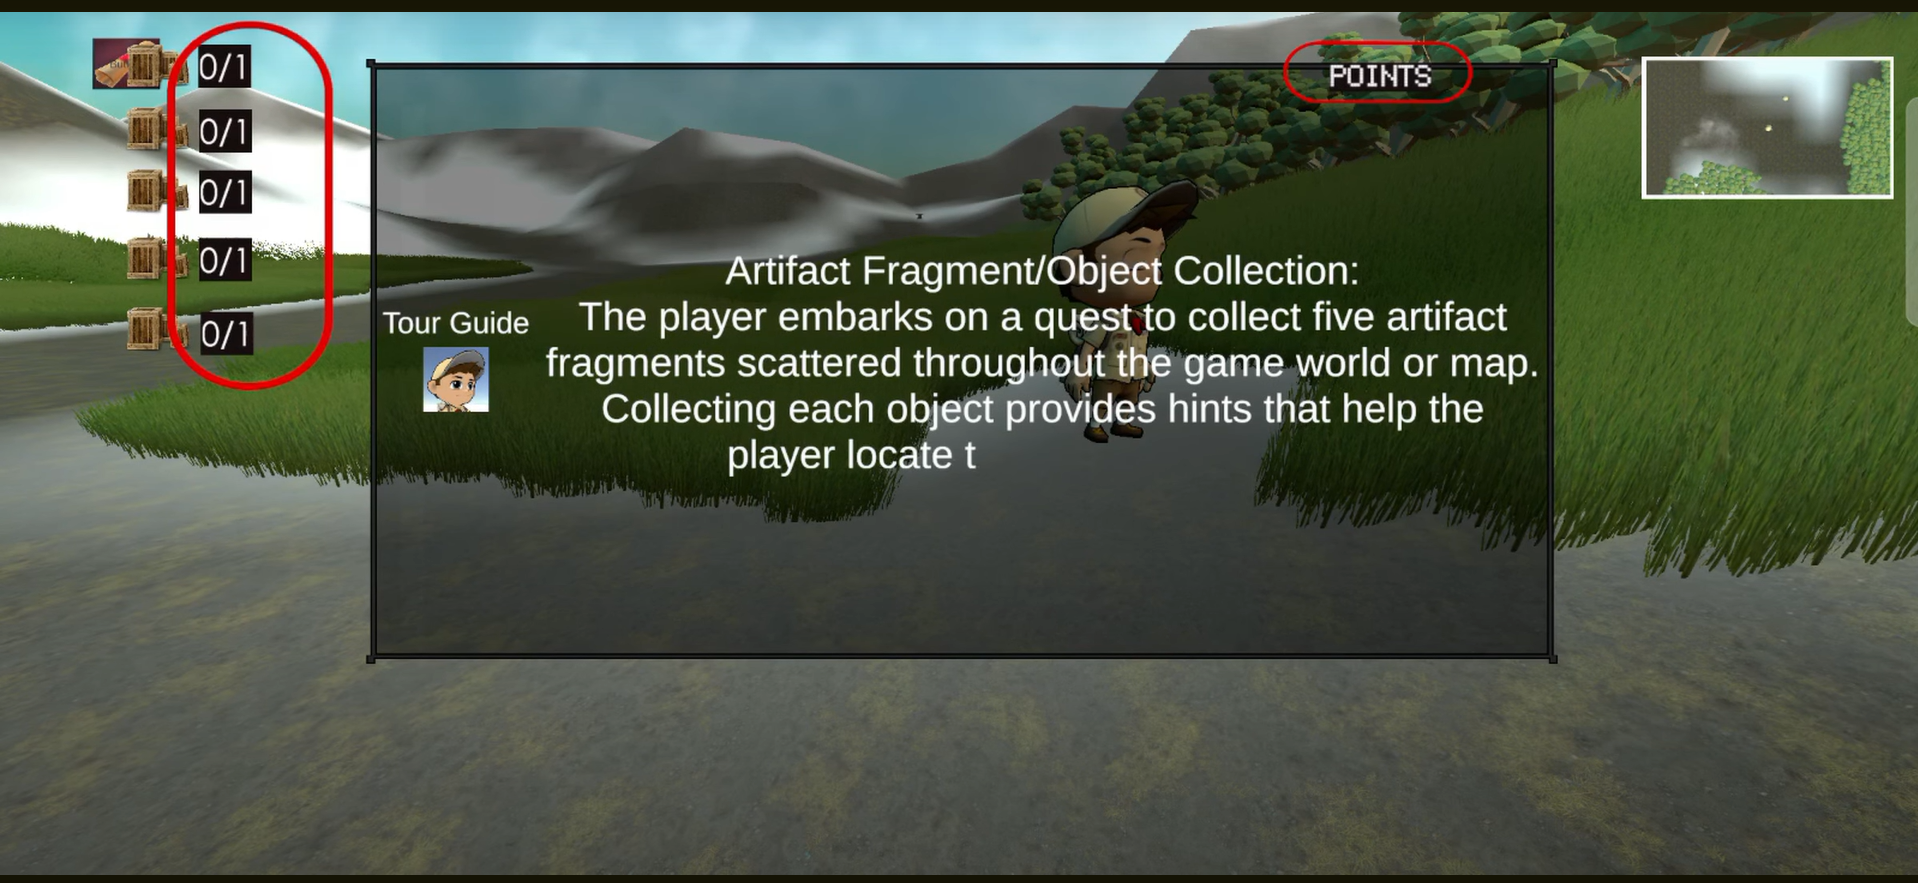 0/1
0/1
0/1
0/1
0/1
POINTS
Tour Guide
Artifact Fragment/Object Collection:
The player embarks on a quest to collect five artifact
fragments scattered throughout the game world or map.
Collecting each object provides hints that help the
player locate t